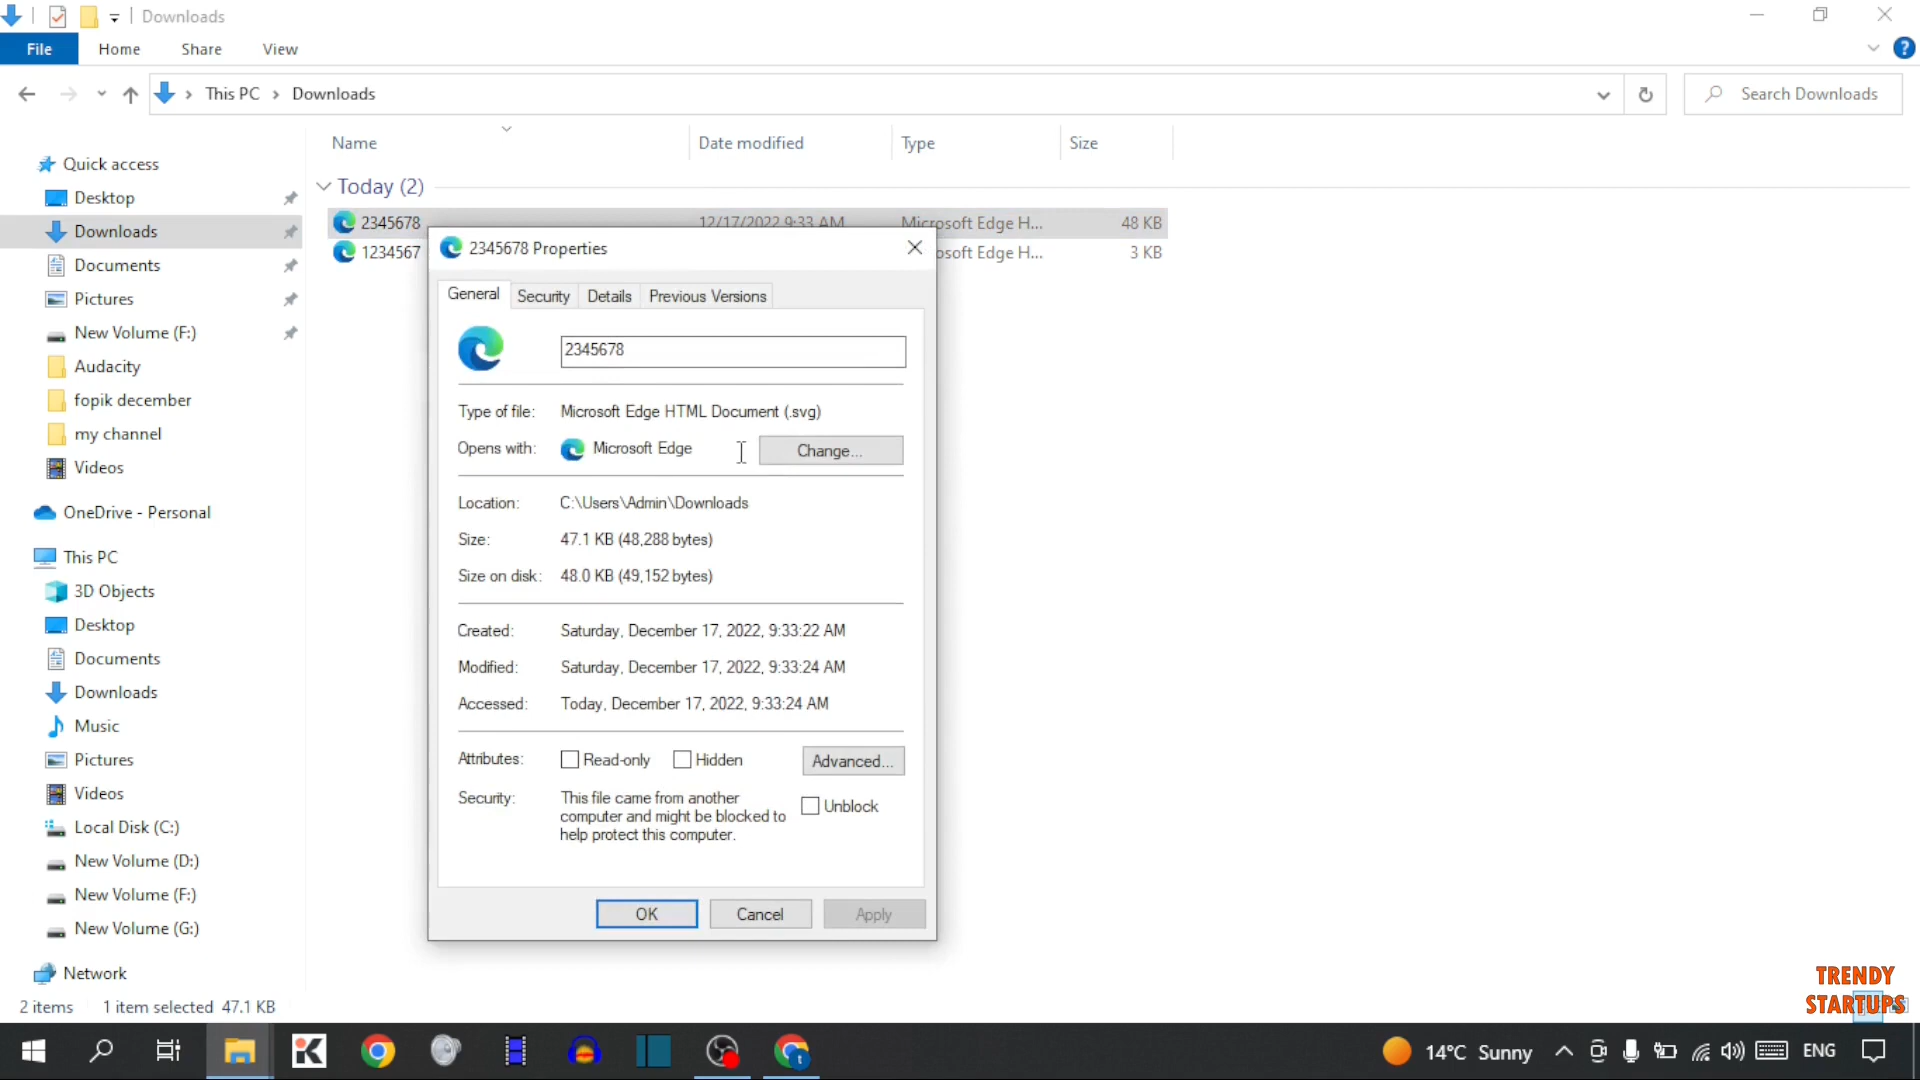 Downloads
File Home Share View
This PC Downloads
Search Downloads
Name Date modified Type Size
Quick access
Desktop
Downloads
Documents
Pictures
New Volume (F:)
Audacity
fopik december
my channel
Videos
OneDrive - Personal
This PC
3D Objects
Desktop
Documents
Downloads
Music
Pictures
Videos
Local Disk (C:)
New Volume (D:)
New Volume (F:)
New Volume (G:)
Network
Today (2)
2345678 12/17/2022 9:33 AM Microsoft Edge H... 48 KB
1234567 osoft Edge H... 3 KB
2345678 Properties
General Security Details Previous Versions
2345678
Type of file: Microsoft Edge HTML Document (.svg)
Opens with: Microsoft Edge Change...
Location: C:\Users\Admin\Downloads
Size: 47.1 KB (48,288 bytes)
Size on disk: 48.0 KB (49,152 bytes)
Created: Saturday, December 17, 2022, 9:33:22 AM
Modified: Saturday, December 17, 2022, 9:33:24 AM
Accessed: Today, December 17, 2022, 9:33:24 AM
Attributes: Read-only Hidden Advanced...
Security: This file came from another
computer and might be blocked to
help protect this computer.
Unblock
OK Cancel Apply
TRENDY
STARTUPS
2 items 1 item selected 47.1 KB
14°C Sunny ENG